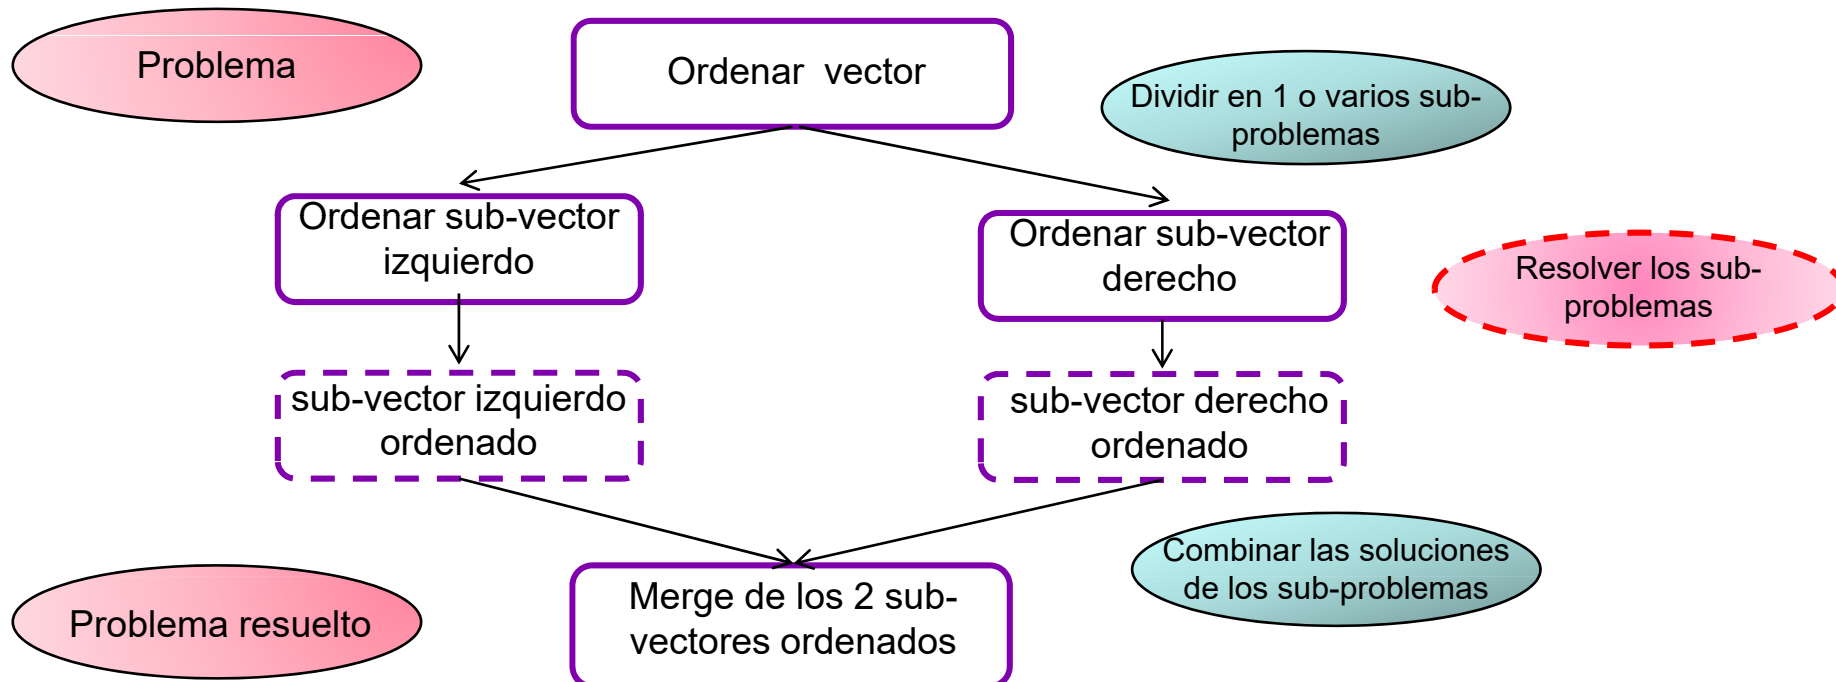 Problema
Ordenar vector
Dividir en 1 o varios sub-
problemas
Ordenar sub-vector
izquierdo
Ordenar sub-vector
derecho
Resolver los sub-
problemas
sub-vector izquierdo
ordenado
sub-vector derecho
ordenado
Combinar las soluciones
de los sub-problemas
Problema resuelto
Merge de los 2 sub-
vectores ordenados